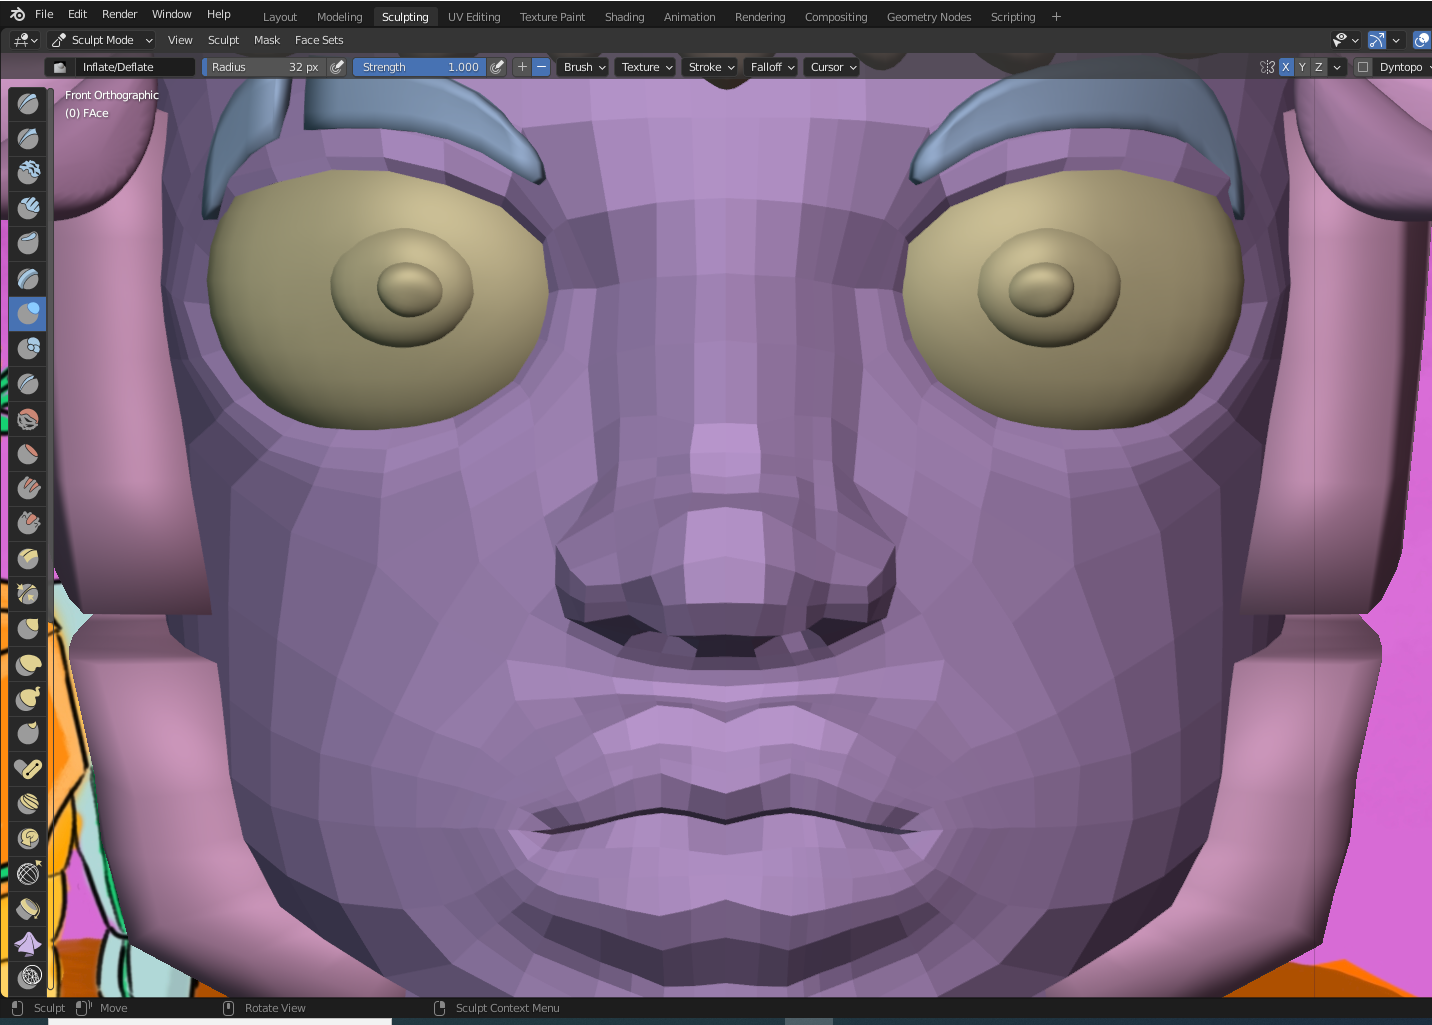 File Edit Render Window Help Layout Modeling Sculpting UV Editing Texture Paint Shading Animation Rendering Compositing Geometry Nodes Scripting +
Sculpt Mode View Sculpt Mask Face Sets
Inflate/Deflate Radius 32 px Strength 1.000 + − Brush Texture Stroke Falloff Cursor X Y Z Dyntopo
Front Orthographic
(0) FAce
Sculpt Move Rotate View Sculpt Context Menu